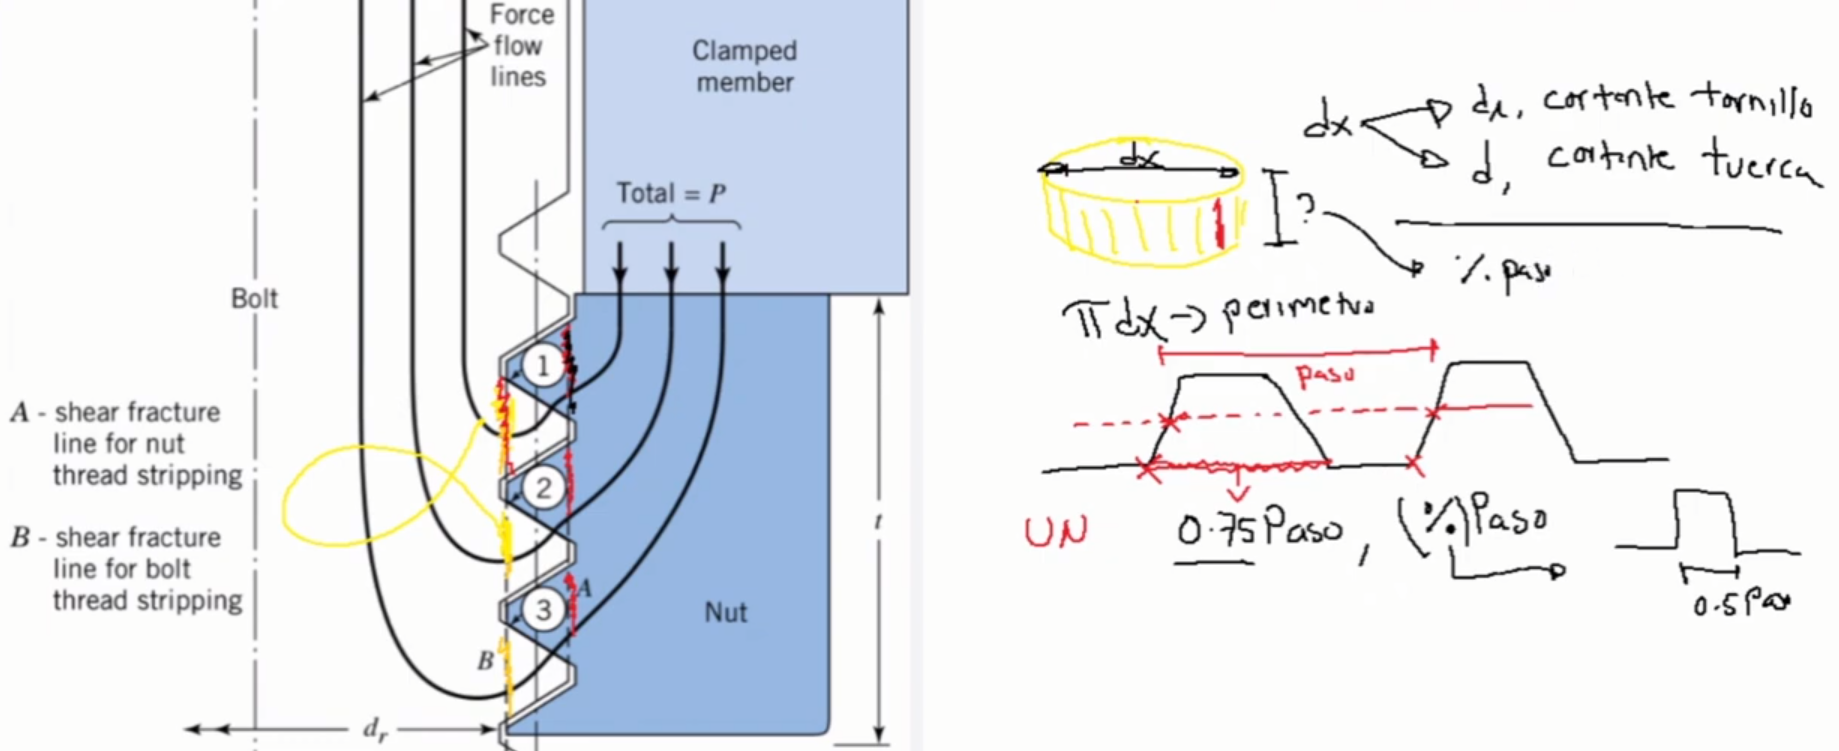 Force
flow
lines
Clamped
member
Total = P
Bolt
1
A - shear fracture
line for nut
thread stripping
2
B - shear fracture
line for bolt
thread stripping
3
A
B
Nut
t
dr
dx
dr, cortante tornillo
d, cortante tuerca
dx
?
% paso
πdx → perimetro
Paso
UN
0.75 Paso, (%) Paso
0.5 Paso